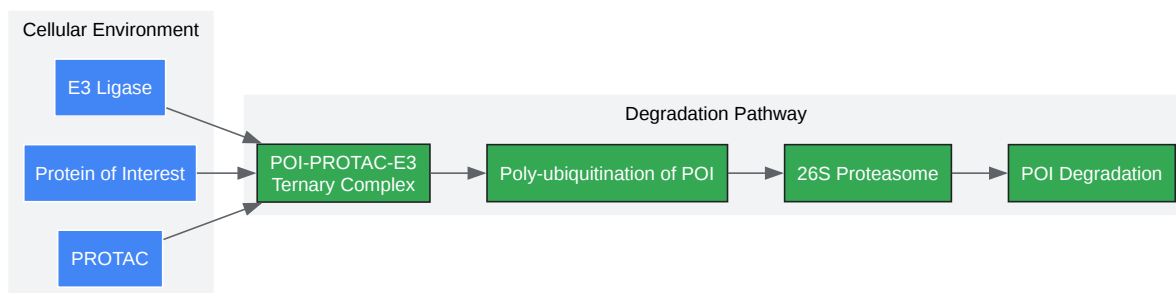 Cellular Environment
E3 Ligase
Protein of Interest
PROTAC
Degradation Pathway
POI-PROTAC-E3
Ternary Complex
Poly-ubiquitination of POI
26S Proteasome
POI Degradation